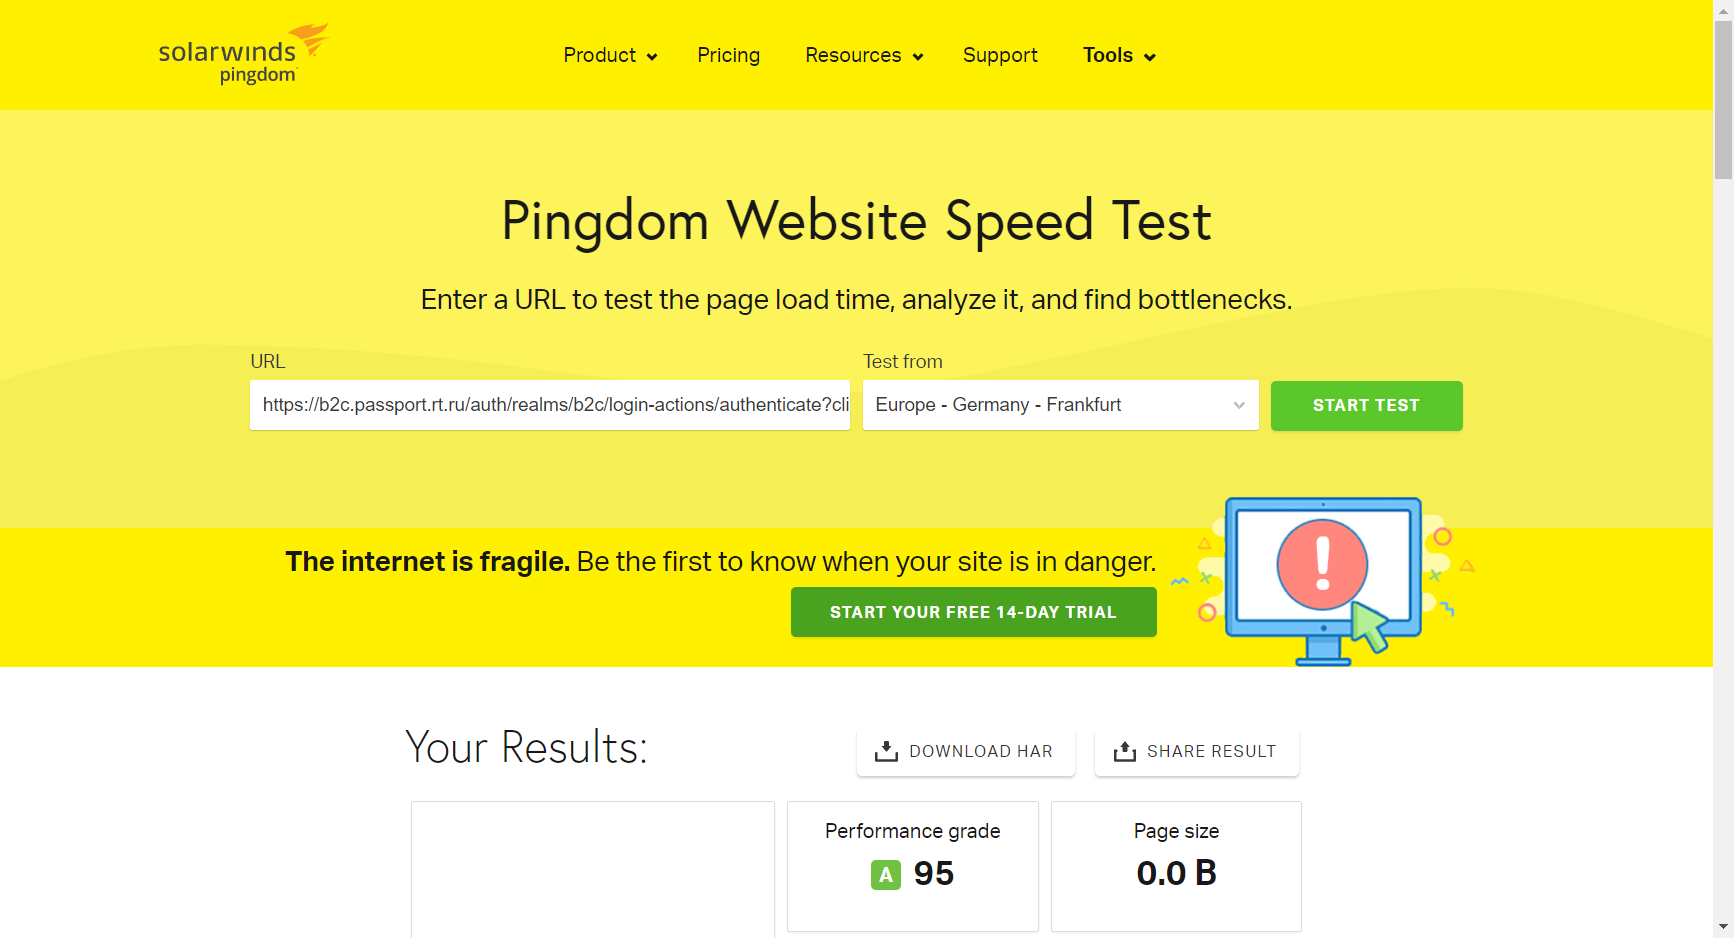 solarwinds
pingdom
Product
Pricing
Resources
Support
Tools
Pingdom Website Speed Test
Enter a URL to test the page load time, analyze it, and find bottlenecks.
URL
Test from
https://b2c.passport.rt.ru/auth/realms/b2c/login-actions/authenticate?cli
Europe - Germany - Frankfurt
START TEST
The internet is fragile. Be the first to know when your site is in danger.
START YOUR FREE 14-DAY TRIAL
Your Results:
DOWNLOAD HAR
SHARE RESULT
Performance grade
A 95
Page size
0.0 B